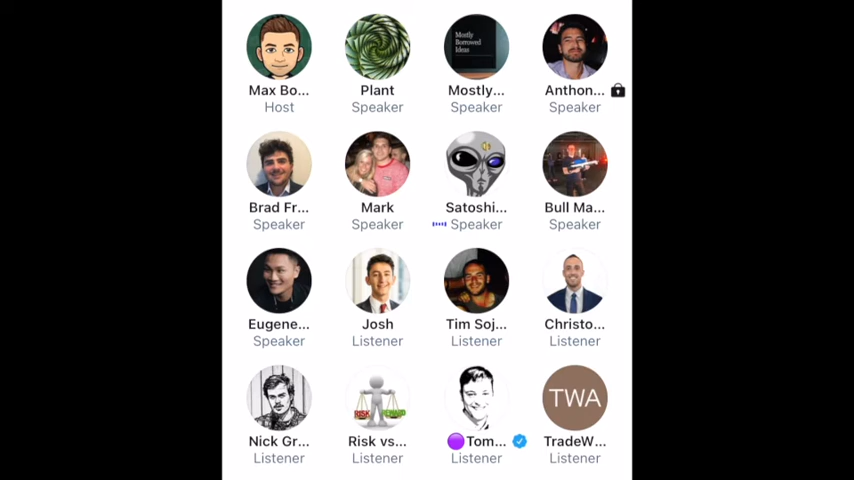 Mostly
Borrowed
Ideas
Max Bo... Plant Mostly... Anthon...
Host Speaker Speaker Speaker
Brad Fr... Mark Satoshi... Bull Ma...
Speaker Speaker Speaker Speaker
Eugene... Josh Tim Soj... Christo...
Speaker Listener Listener Listener
RISK REWARD
TWA
Nick Gr... Risk vs... Tom... TradeW...
Listener Listener Listener Listener